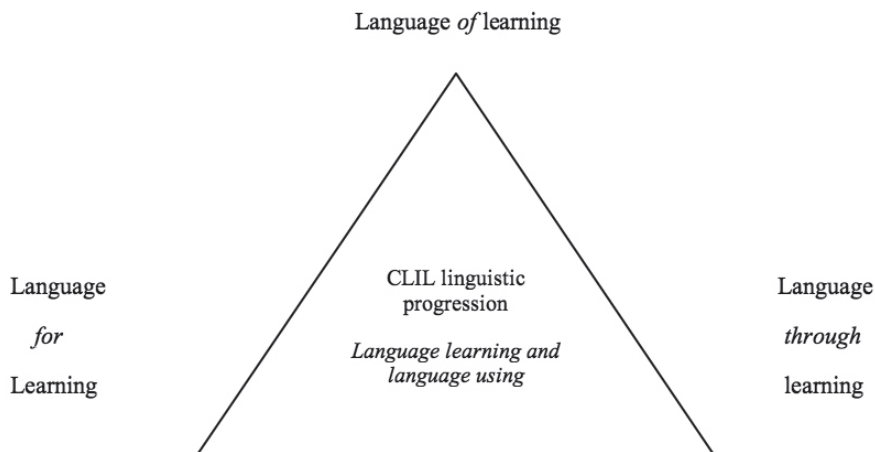 Language of learning
CLIL linguistic
progression
Language learning and
language using
Language
for
Learning
Language
through
learning